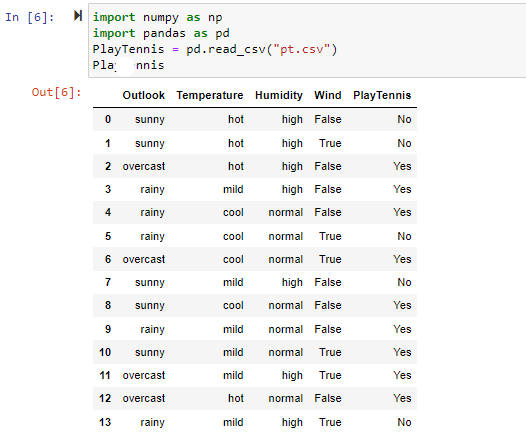 In [6]:
import numpy as np
import pandas as pd
PlayTennis = pd.read_csv("pt.csv")
Out[6]:
Outlook Temperature Humidity Wind PlayTennis
0 sunny hot high False No
1 sunny hot high True No
2 overcast hot high False Yes
3 rainy mild high False Yes
4 rainy cool normal False Yes
5 rainy cool normal True No
6 overcast cool normal True Yes
7 sunny mild high False No
8 sunny cool normal False Yes
9 rainy mild normal False Yes
10 sunny mild normal True Yes
11 overcast mild high True Yes
12 overcast hot normal False Yes
13 rainy mild high True No